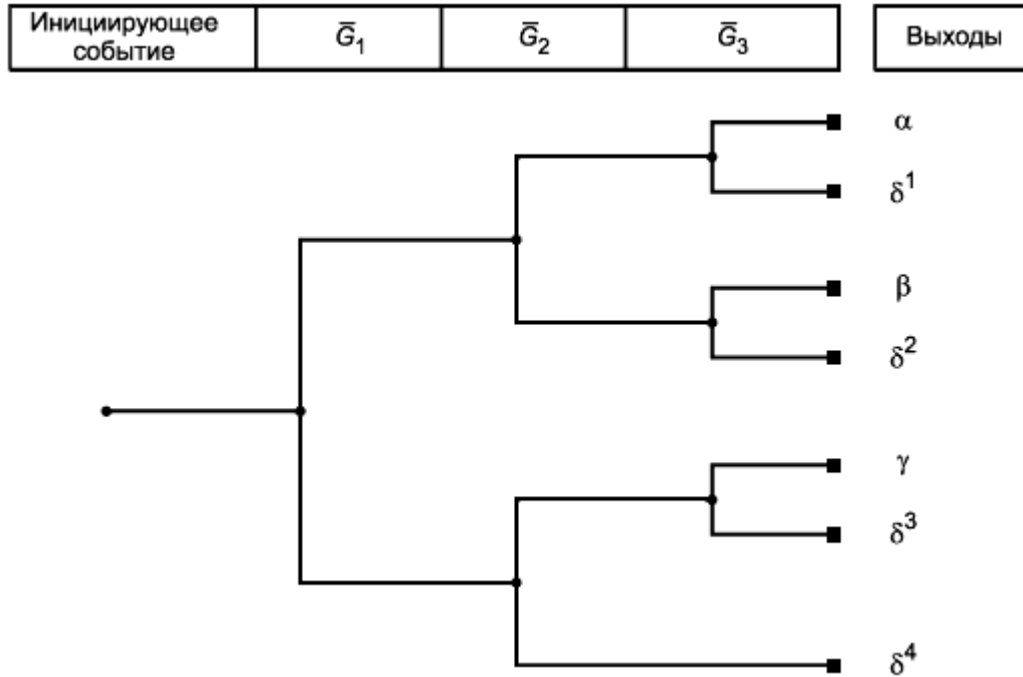 Инициирующее
событие
G̅₁
G̅₂
G̅₃
Выходы
α
δ¹
β
δ²
γ
δ³
δ⁴